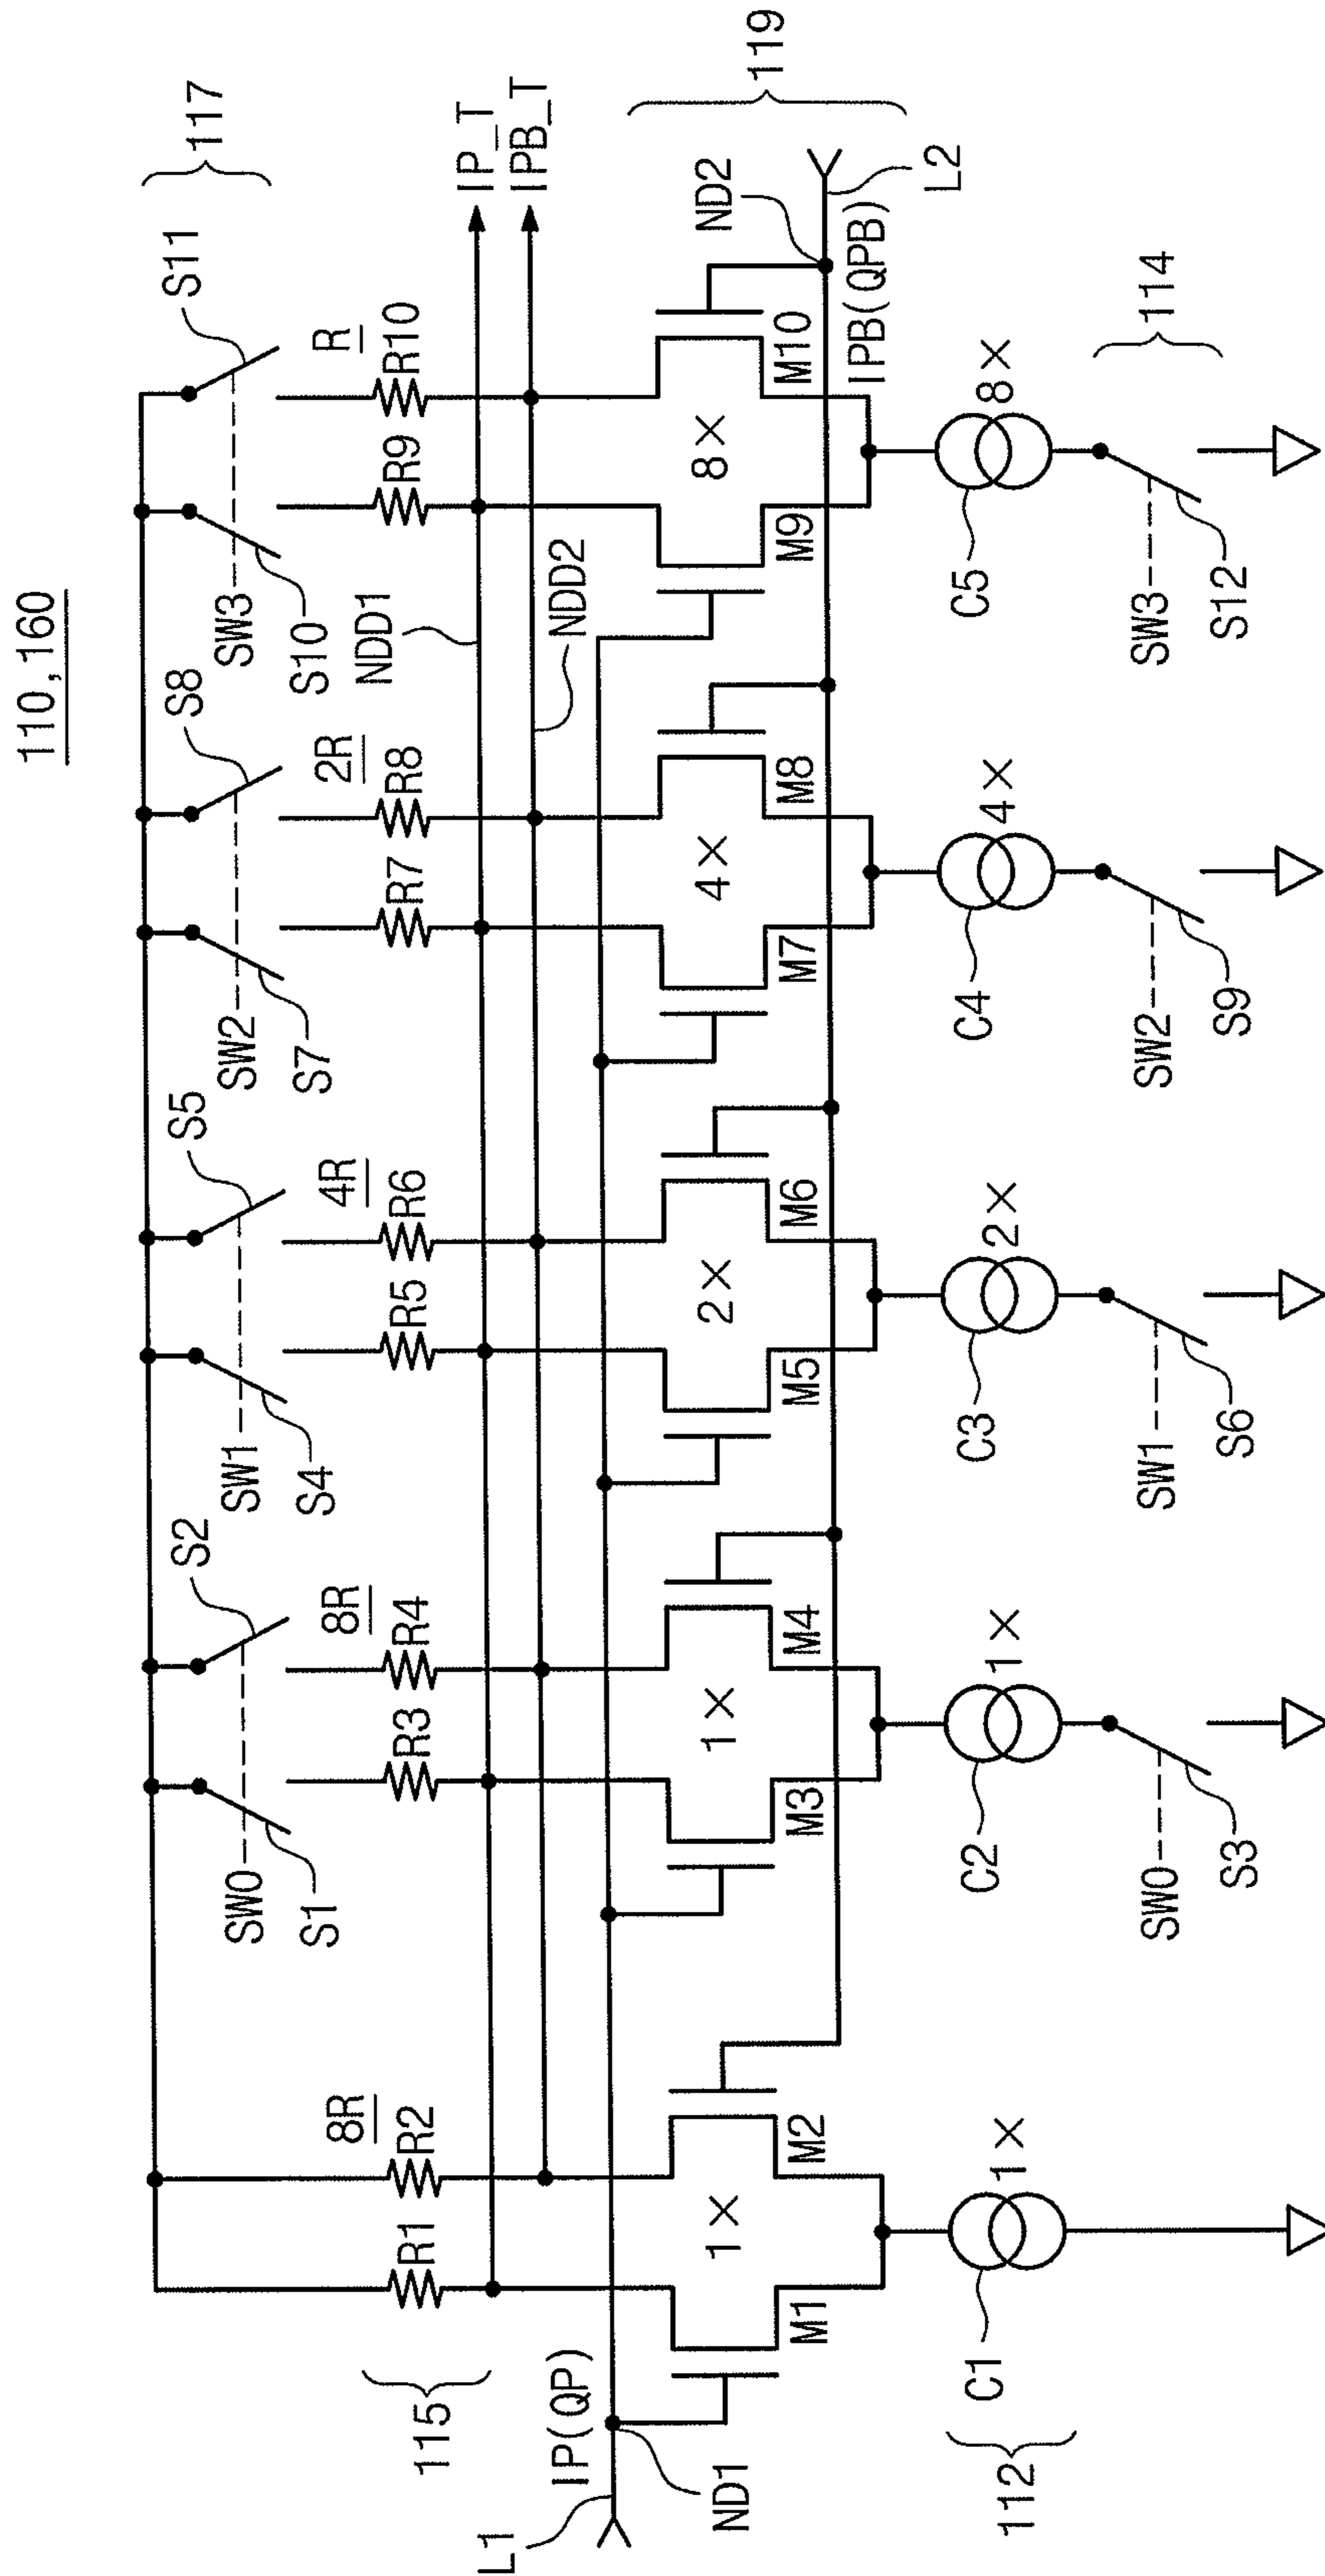 110,160
117
S11
S8
S5
S2
SW3
S10
SW2
S7
SW1
S4
SW0
S1
R
R10
R9
2R
R8
R7
4R
R6
R5
8R
R4
R3
8R
R2
R1
115
IP_T
IPB_T
NDD1
NDD2
119
IP(QP)
L1
ND1
ND2
L2
IPB(QPB)
M1
1×
M2
M3
1×
M4
M5
2×
M6
M7
4×
M8
M9
8×
M10
C1
1×
112
C2
1×
C3
2×
C4
4×
C5
8×
114
SW0
S3
SW1
S6
SW2
S9
SW3
S12